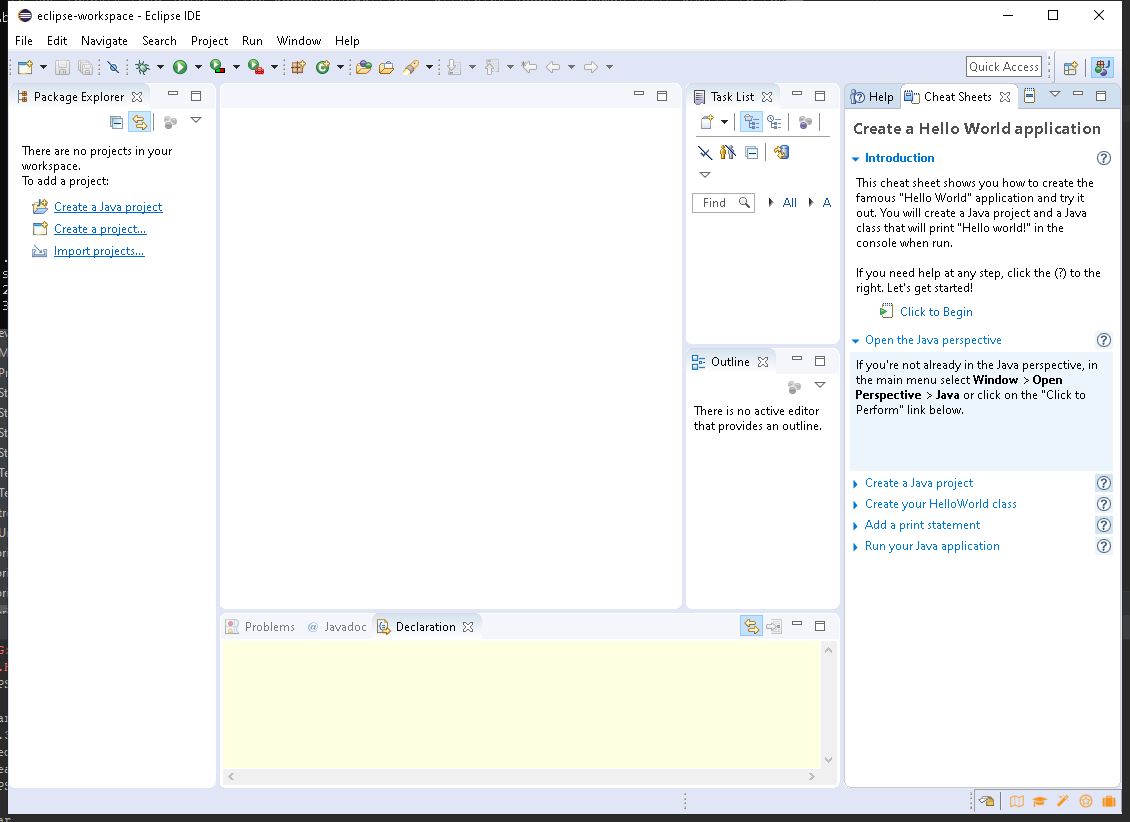 eclipse-workspace - Eclipse IDE
File Edit Navigate Search Project Run Window Help
Quick Access
Package Explorer
There are no projects in your
workspace.
To add a project:
Create a Java project
Create a project...
Import projects...
Task List
Find All A
Outline
There is no active editor
that provides an outline.
Problems @ Javadoc Declaration
Help Cheat Sheets
Create a Hello World application
Introduction
This cheat sheet shows you how to create the
famous "Hello World" application and try it
out. You will create a Java project and a Java
class that will print "Hello world!" in the
console when run.
If you need help at any step, click the (?) to the
right. Let's get started!
Click to Begin
Open the Java perspective
If you're not already in the Java perspective, in
the main menu select Window > Open
Perspective > Java or click on the "Click to
Perform" link below.
Create a Java project
Create your HelloWorld class
Add a print statement
Run your Java application